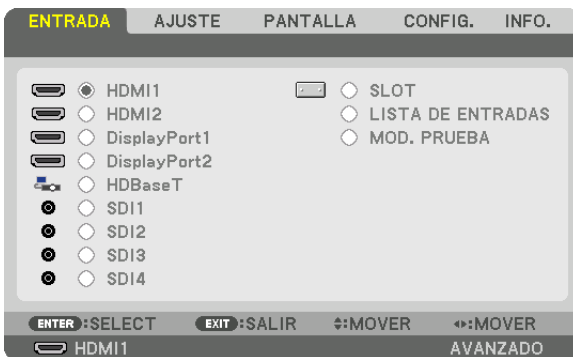 ENTRADA AJUSTE PANTALLA CONFIG. INFO.
HDMI1
HDMI2
DisplayPort1
DisplayPort2
HDBaseT
SDI1
SDI2
SDI3
SDI4
SLOT
LISTA DE ENTRADAS
MOD. PRUEBA
ENTER :SELECT EXIT :SALIR :MOVER :MOVER
HDMI1 AVANZADO